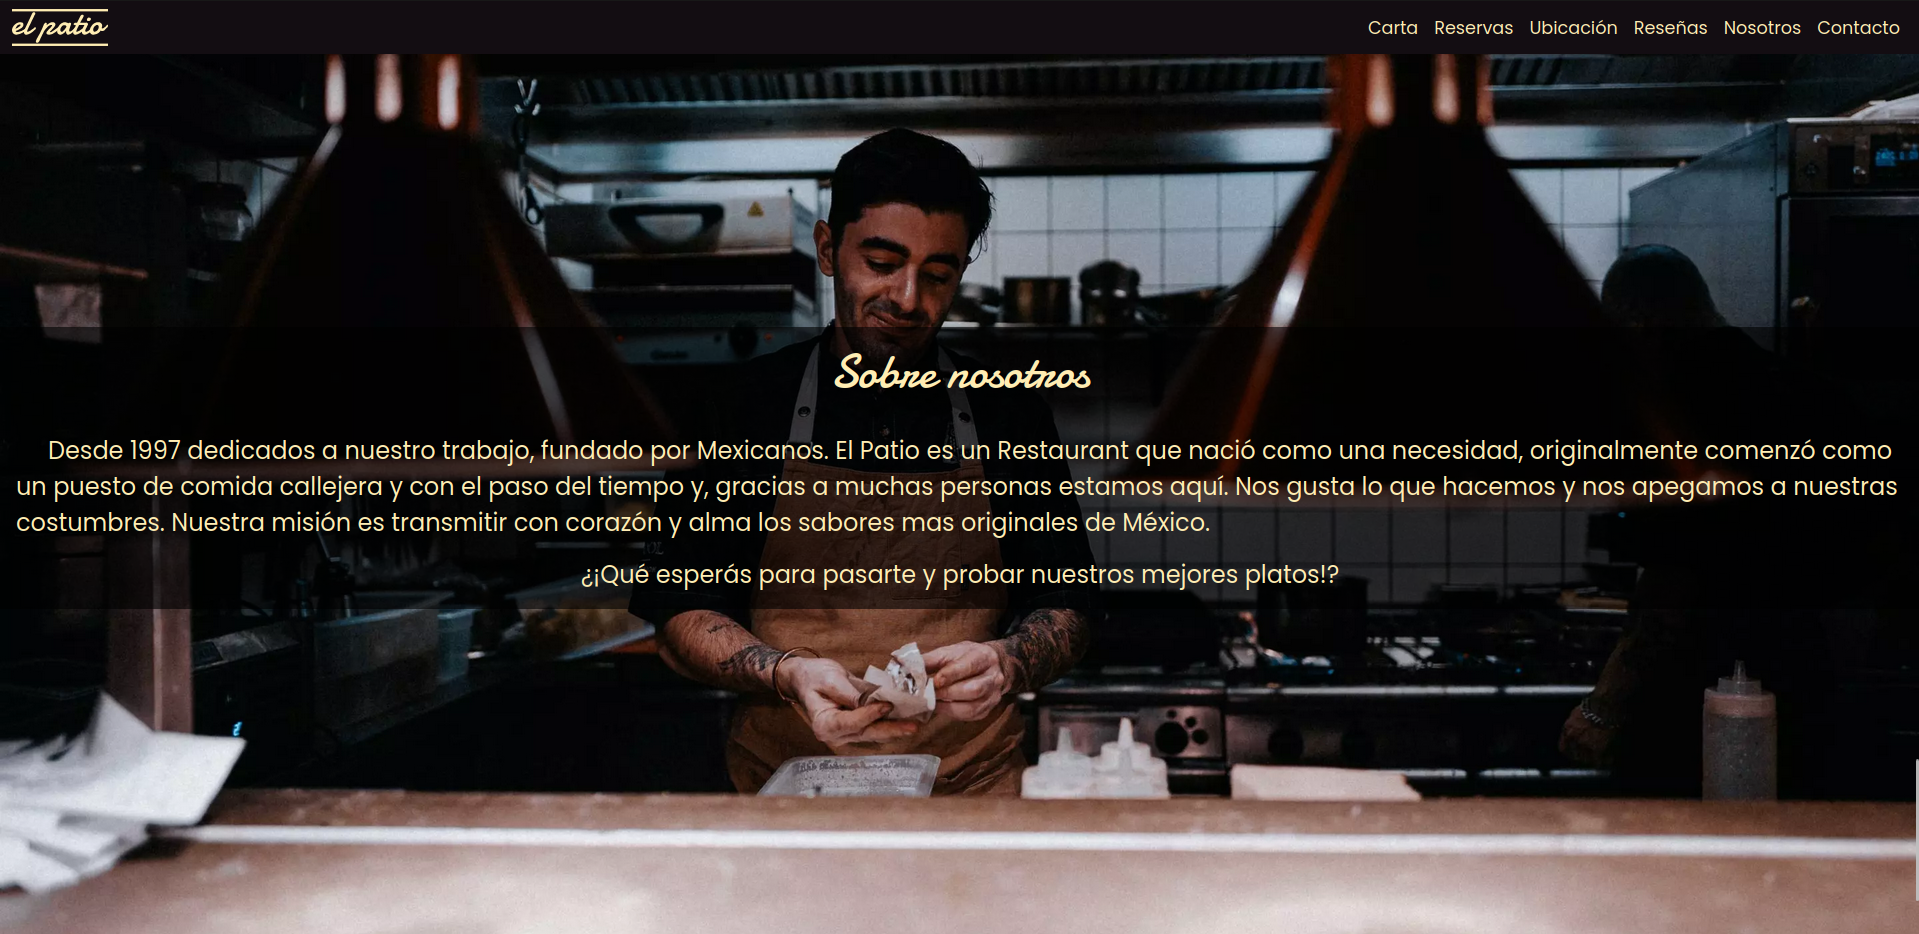 el patio
Carta Reservas Ubicación Reseñas Nosotros Contacto
Sobre nosotros
Desde 1997 dedicados a nuestro trabajo, fundado por Mexicanos. El Patio es un Restaurant que nació como una necesidad, originalmente comenzó como
un puesto de comida callejera y con el paso del tiempo y, gracias a muchas personas estamos aquí. Nos gusta lo que hacemos y nos apegamos a nuestras
costumbres. Nuestra misión es transmitir con corazón y alma los sabores mas originales de México.
¿¡Qué esperás para pasarte y probar nuestros mejores platos!?